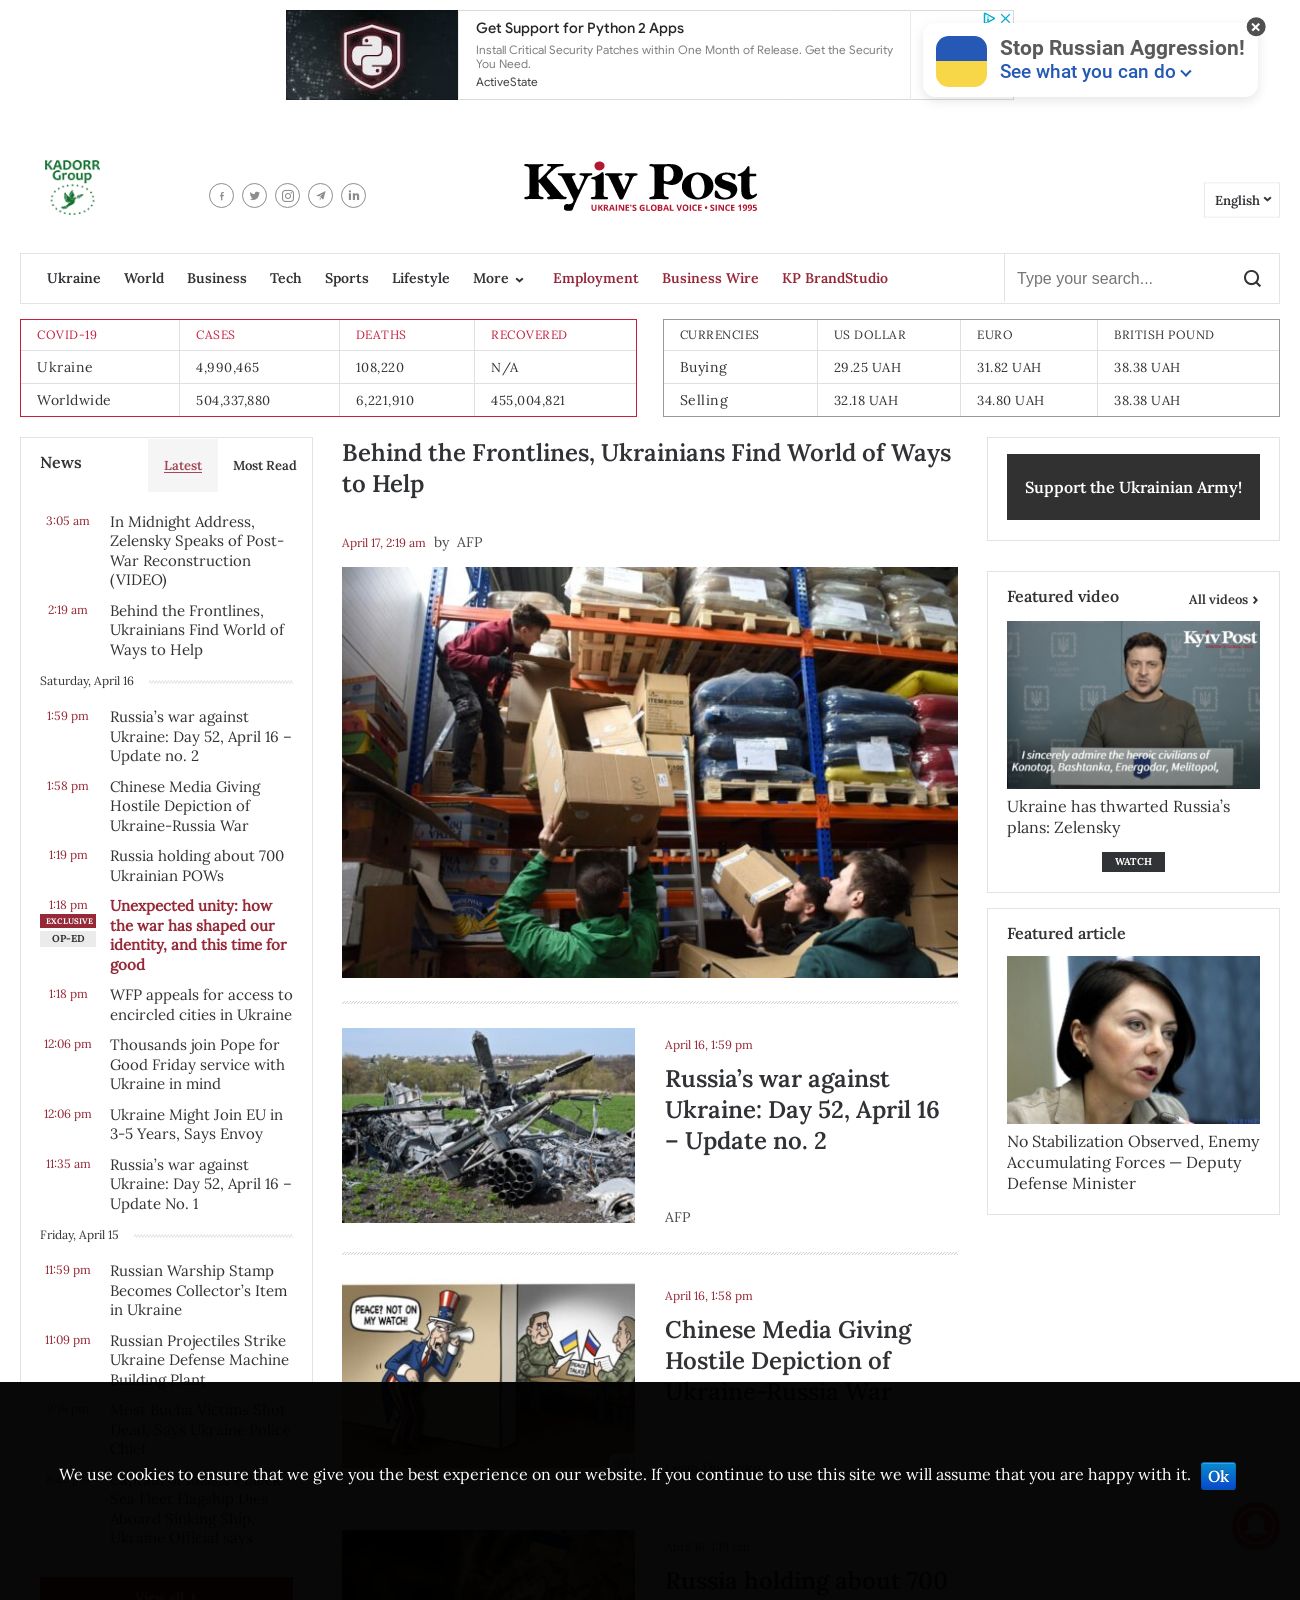 Get Support for Python 2 Apps
Install Critical Security Patches within One Month of Release. Get the Security
You Need.
ActiveState
Stop Russian Aggression!
See what you can do
KADORR
Group
Kyiv Post
UKRAINE'S GLOBAL VOICE • SINCE 1995
English
Ukraine World Business Tech Sports Lifestyle More Employment Business Wire KP BrandStudio
Type your search...
COVID-19 CASES DEATHS RECOVERED
Ukraine 4,990,465 108,220 N/A
Worldwide 504,337,880 6,221,910 455,004,821
CURRENCIES US DOLLAR EURO BRITISH POUND
Buying 29.25 UAH 31.82 UAH 38.38 UAH
Selling 32.18 UAH 34.80 UAH 38.38 UAH
News Latest Most Read
3:05 am In Midnight Address,
Zelensky Speaks of Post-
War Reconstruction
(VIDEO)
2:19 am Behind the Frontlines,
Ukrainians Find World of
Ways to Help
Saturday, April 16
1:59 pm Russia’s war against
Ukraine: Day 52, April 16 –
Update no. 2
1:58 pm Chinese Media Giving
Hostile Depiction of
Ukraine-Russia War
1:19 pm Russia holding about 700
Ukrainian POWs
1:18 pm Unexpected unity: how
EXCLUSIVE the war has shaped our
OP-ED identity, and this time for
good
1:18 pm WFP appeals for access to
encircled cities in Ukraine
12:06 pm Thousands join Pope for
Good Friday service with
Ukraine in mind
12:06 pm Ukraine Might Join EU in
3-5 Years, Says Envoy
11:35 am Russia’s war against
Ukraine: Day 52, April 16 –
Update No. 1
Friday, April 15
11:59 pm Russian Warship Stamp
Becomes Collector’s Item
in Ukraine
11:09 pm Russian Projectiles Strike
Ukraine Defense Machine
Building Plant
Most Bucha Victims Shot
Dead, Says Ukraine Police
Chief
Sea Fleet Flagship Dies
Aboard Sinking Ship,
Ukraine Official says
Behind the Frontlines, Ukrainians Find World of Ways
to Help
April 17, 2:19 am by AFP
April 16, 1:59 pm
Russia’s war against
Ukraine: Day 52, April 16
– Update no. 2
AFP
PEACE? NOT ON
MY WATCH!
PEACE
TALKS
April 16, 1:58 pm
Chinese Media Giving
Hostile Depiction of
Ukraine-Russia War
April 16, 1:19 pm
Russia holding about 700
Support the Ukrainian Army!
Featured video All videos
Kyiv Post
I sincerely admire the heroic civilians of
Konotop, Bashtanka, Energodar, Melitopol,
Ukraine has thwarted Russia’s
plans: Zelensky
WATCH
Featured article
No Stabilization Observed, Enemy
Accumulating Forces — Deputy
Defense Minister
We use cookies to ensure that we give you the best experience on our website. If you continue to use this site we will assume that you are happy with it. Ok